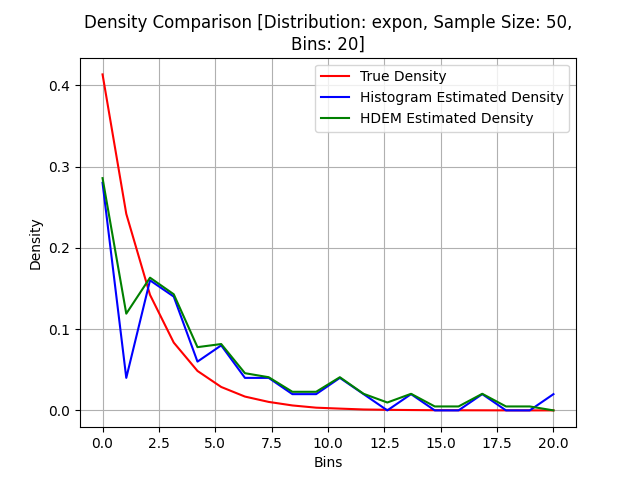 Density Comparison [Distribution: expon, Sample Size: 50,
Bins: 20]
True Density
Histogram Estimated Density
HDEM Estimated Density
Density
0.4
0.3
0.2
0.1
0.0
0.0 2.5 5.0 7.5 10.0 12.5 15.0 17.5 20.0
Bins